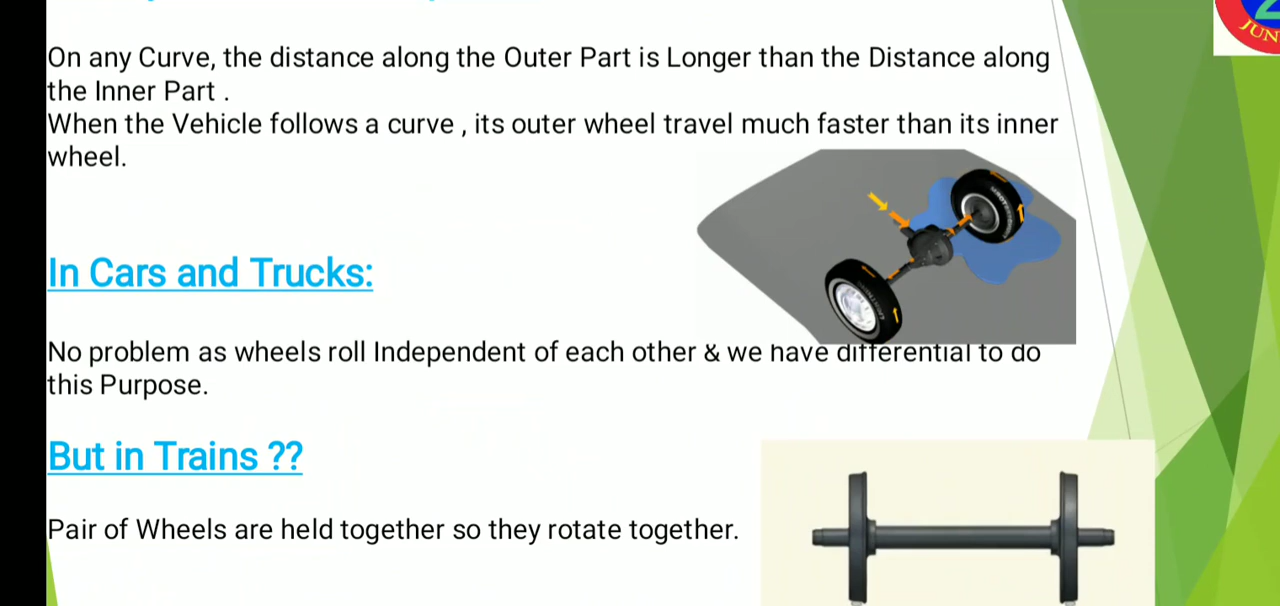 JUN
On any Curve, the distance along the Outer Part is Longer than the Distance along
the Inner Part .
When the Vehicle follows a curve , its outer wheel travel much faster than its inner
wheel.
In Cars and Trucks:
No problem as wheels roll Independent of each other & we have differential to do
this Purpose.
But in Trains ??
Pair of Wheels are held together so they rotate together.